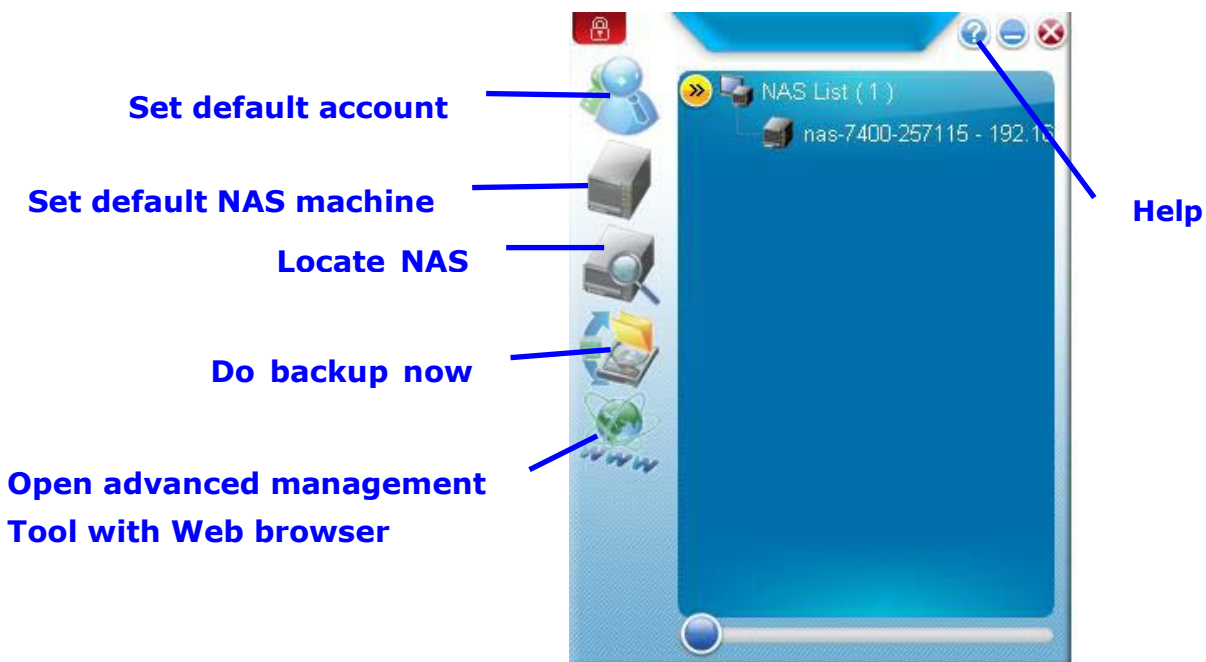 Set default account
NAS List ( 1 )
nas-7400-257115 - 192.16
Set default NAS machine
Help
Locate NAS
Do backup now
WWW
Open advanced management
Tool with Web browser